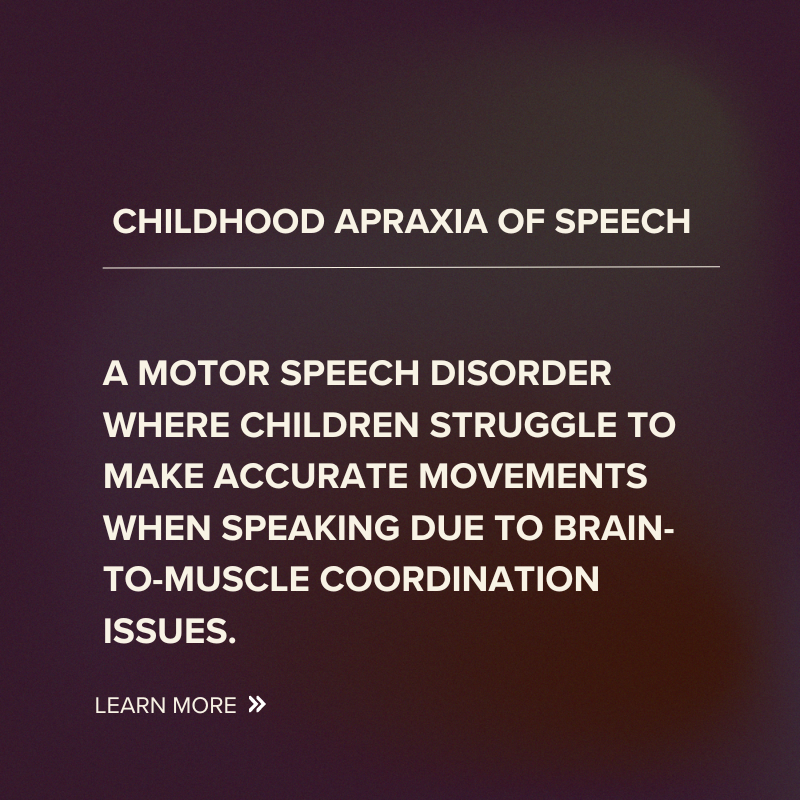 CHILDHOOD APRAXIA OF SPEECH
A MOTOR SPEECH DISORDER
WHERE CHILDREN STRUGGLE TO
MAKE ACCURATE MOVEMENTS
WHEN SPEAKING DUE TO BRAIN-
TO-MUSCLE COORDINATION
ISSUES.
LEARN MORE »